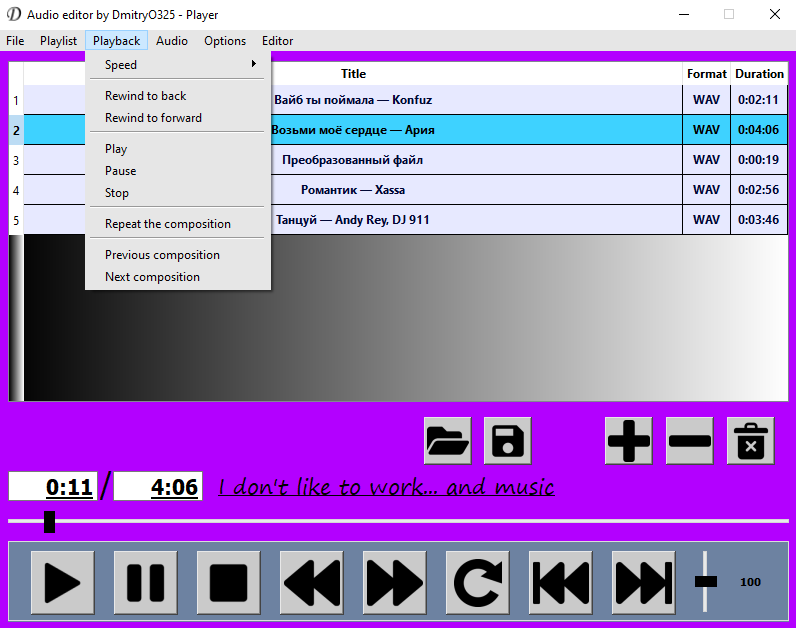 Audio editor by DmitryO325 - Player
File Playlist Playback Audio Options Editor
Speed
Rewind to back
Rewind to forward
Play
Pause
Stop
Repeat the composition
Previous composition
Next composition
Title Format Duration
1 Вайб ты поймала — Konfuz WAV 0:02:11
2 Возьми моё сердце — Ария WAV 0:04:06
3 Преобразованный файл WAV 0:00:19
4 Романтик — Xassa WAV 0:02:56
5 Танцуй — Andy Rey, DJ 911 WAV 0:03:46
0:11 / 4:06 I don't like to work... and music
100